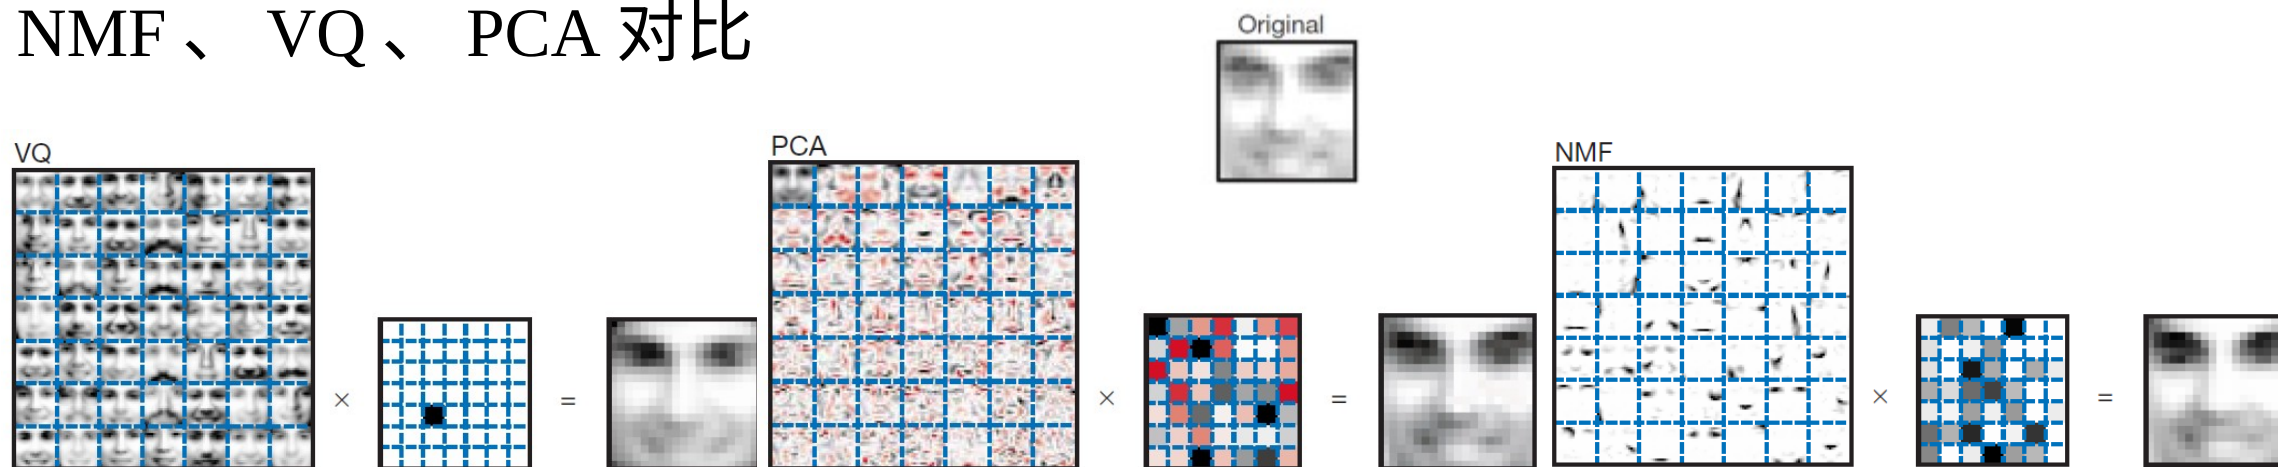 NMF 、 VQ 、 PCA 对比
Original
VQ
PCA
NMF
×
=
×
=
×
=